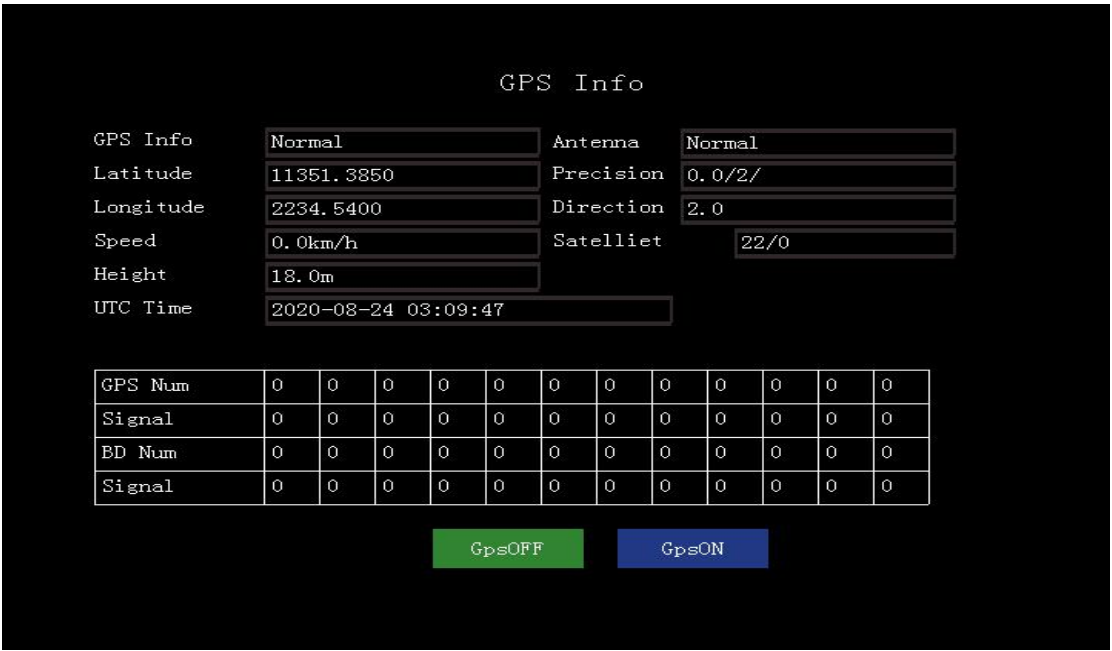 GPS Info
GPS Info Normal Antenna Normal
Latitude 11351.3850 Precision 0.0/2/
Longitude 2234.5400 Direction 2.0
Speed 0.0km/h Satelliet 22/0
Height 18.0m
UTC Time 2020-08-24 03:09:47
GPS Num 0 0 0 0 0 0 0 0 0 0 0 0
Signal 0 0 0 0 0 0 0 0 0 0 0 0
BD Num 0 0 0 0 0 0 0 0 0 0 0 0
Signal 0 0 0 0 0 0 0 0 0 0 0 0
GpsOFF GpsON